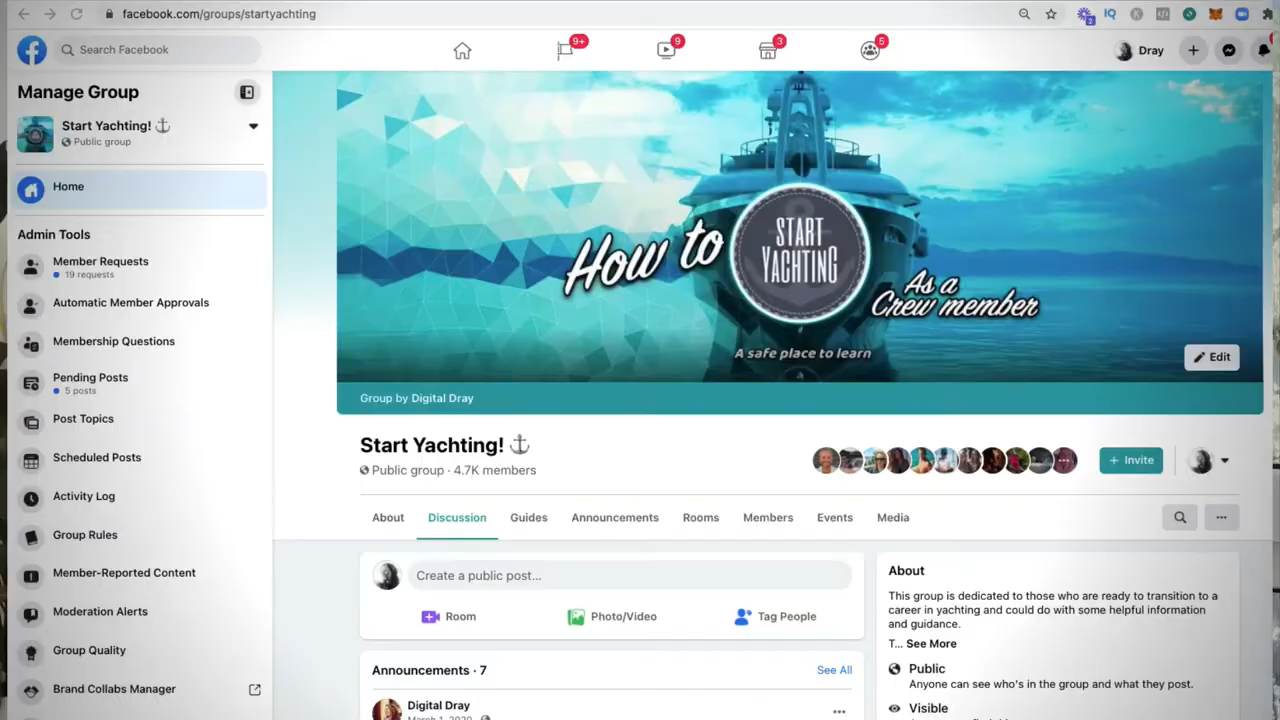 facebook.com/groups/startyachting
Search Facebook
9+
9
3
5
Dray
Manage Group
Start Yachting! ⚓
Public group
Home
Admin Tools
Member Requests
19 requests
Automatic Member Approvals
Membership Questions
Pending Posts
5 posts
Post Topics
Scheduled Posts
Activity Log
Group Rules
Member-Reported Content
Moderation Alerts
Group Quality
Brand Collabs Manager
How to
START
YACHTING
As a
Crew member
A safe place to learn
Edit
Group by Digital Dray
Start Yachting! ⚓
Public group · 4.7K members
+ Invite
About Discussion Guides Announcements Rooms Members Events Media
Create a public post...
Room Photo/Video Tag People
Announcements · 7 See All
Digital Dray
March 1, 2020
About
This group is dedicated to those who are ready to transition to a
career in yachting and could do with some helpful information
and guidance.
T... See More
Public
Anyone can see who's in the group and what they post.
Visible